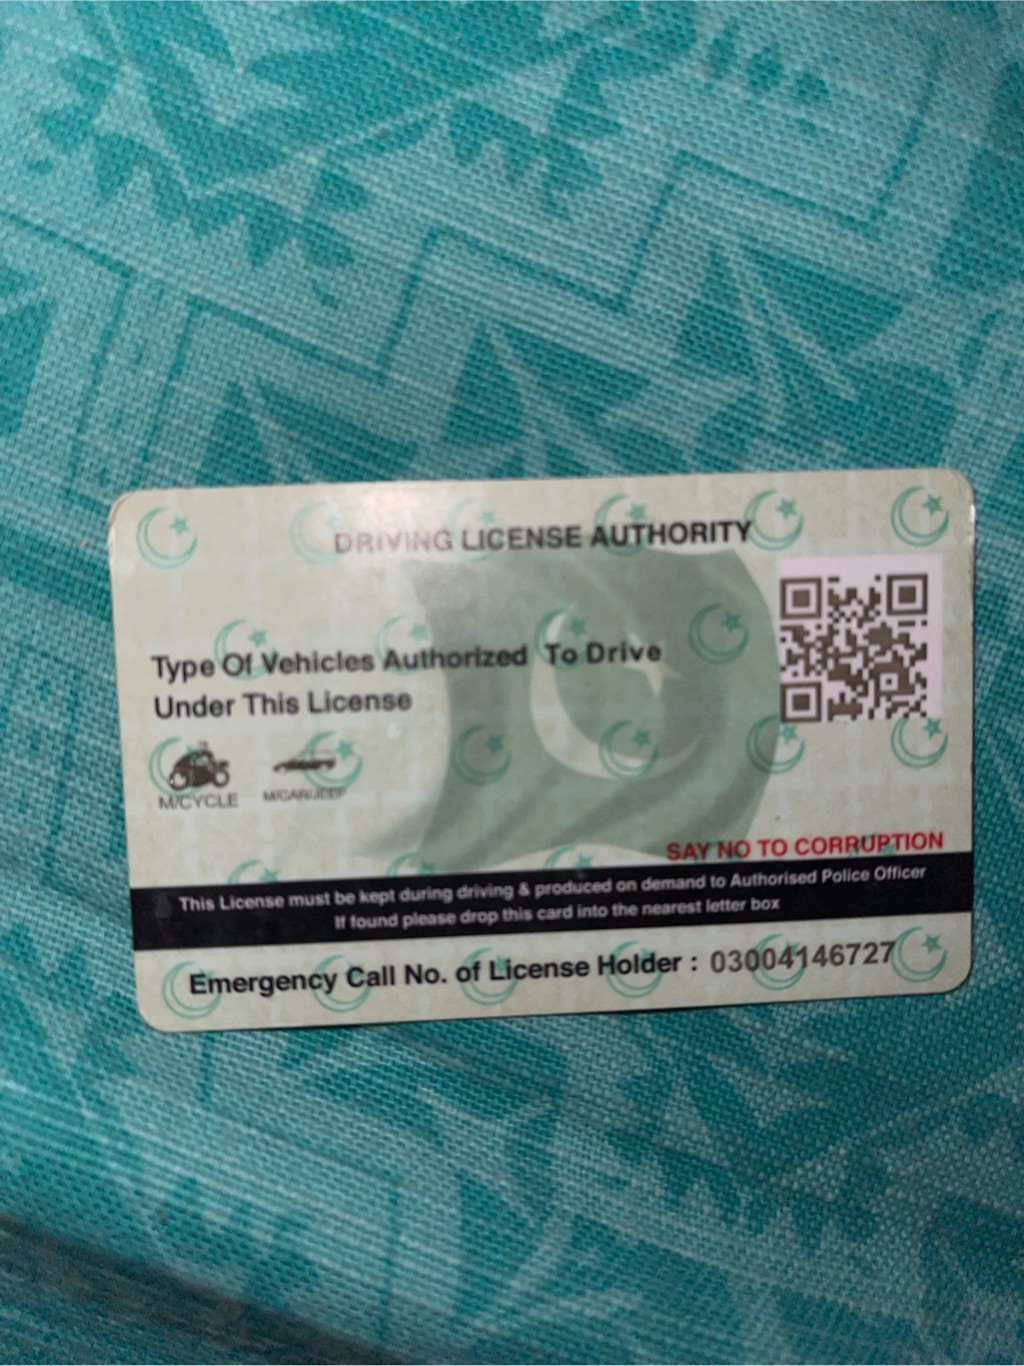 DRIVING LICENSE AUTHORITY
Type Of Vehicles Authorized To Drive
Under This License
M/CYCLE M/CAR/JEEP
SAY NO TO CORRUPTION
This License must be kept during driving & produced on demand to Authorised Police Officer
If found please drop this card into the nearest letter box
Emergency Call No. of License Holder : 03004146727